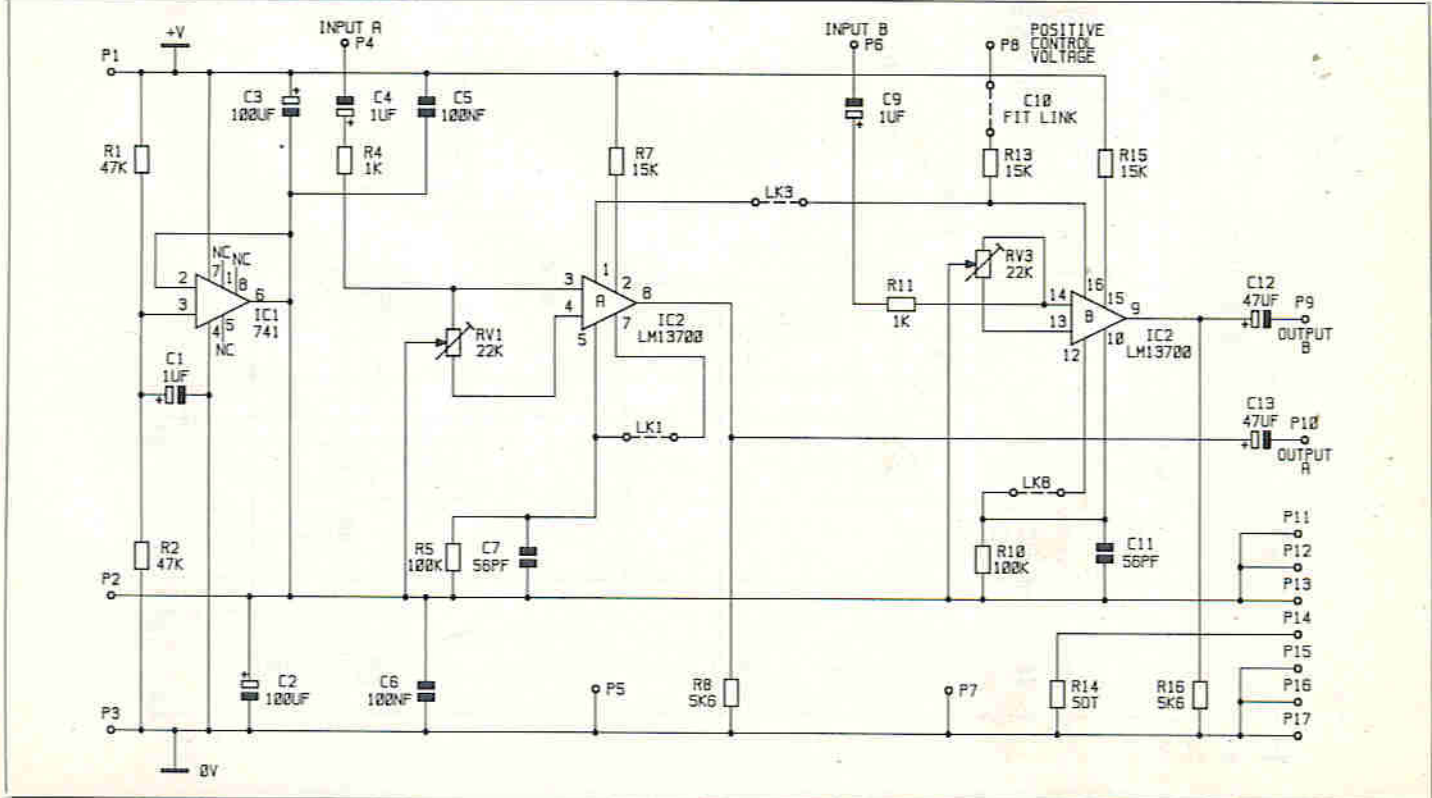 +V
P1
INPUT A
P4
INPUT B
P6
P8
POSITIVE
CONTROL
VOLTAGE
C3
100UF
+
C4
1UF
+
C5
100NF
C9
1UF
+
C10
FIT LINK
R1
47K
R4
1K
R7
15K
R13
15K
R15
15K
LK3
NC
NC
7
1
8
2
3
6
4
5
NC
IC1
741
C1
1UF
+
3
4
1
2
A
8
7
5
IC2
LM13700
RV1
22K
RV3
22K
R11
1K
14
13
16
15
B
9
10
12
IC2
LM13700
C12
47UF
+
P9
OUTPUT
B
C13
47UF
+
P10
OUTPUT
A
LK1
LK8
R2
47K
R5
100K
C7
56PF
R10
100K
C11
56PF
P11
P12
P13
P14
P15
P16
P17
P2
+
C2
100UF
C6
100NF
P5
R8
5K6
P7
R14
SOT
R16
5K6
P3
0V